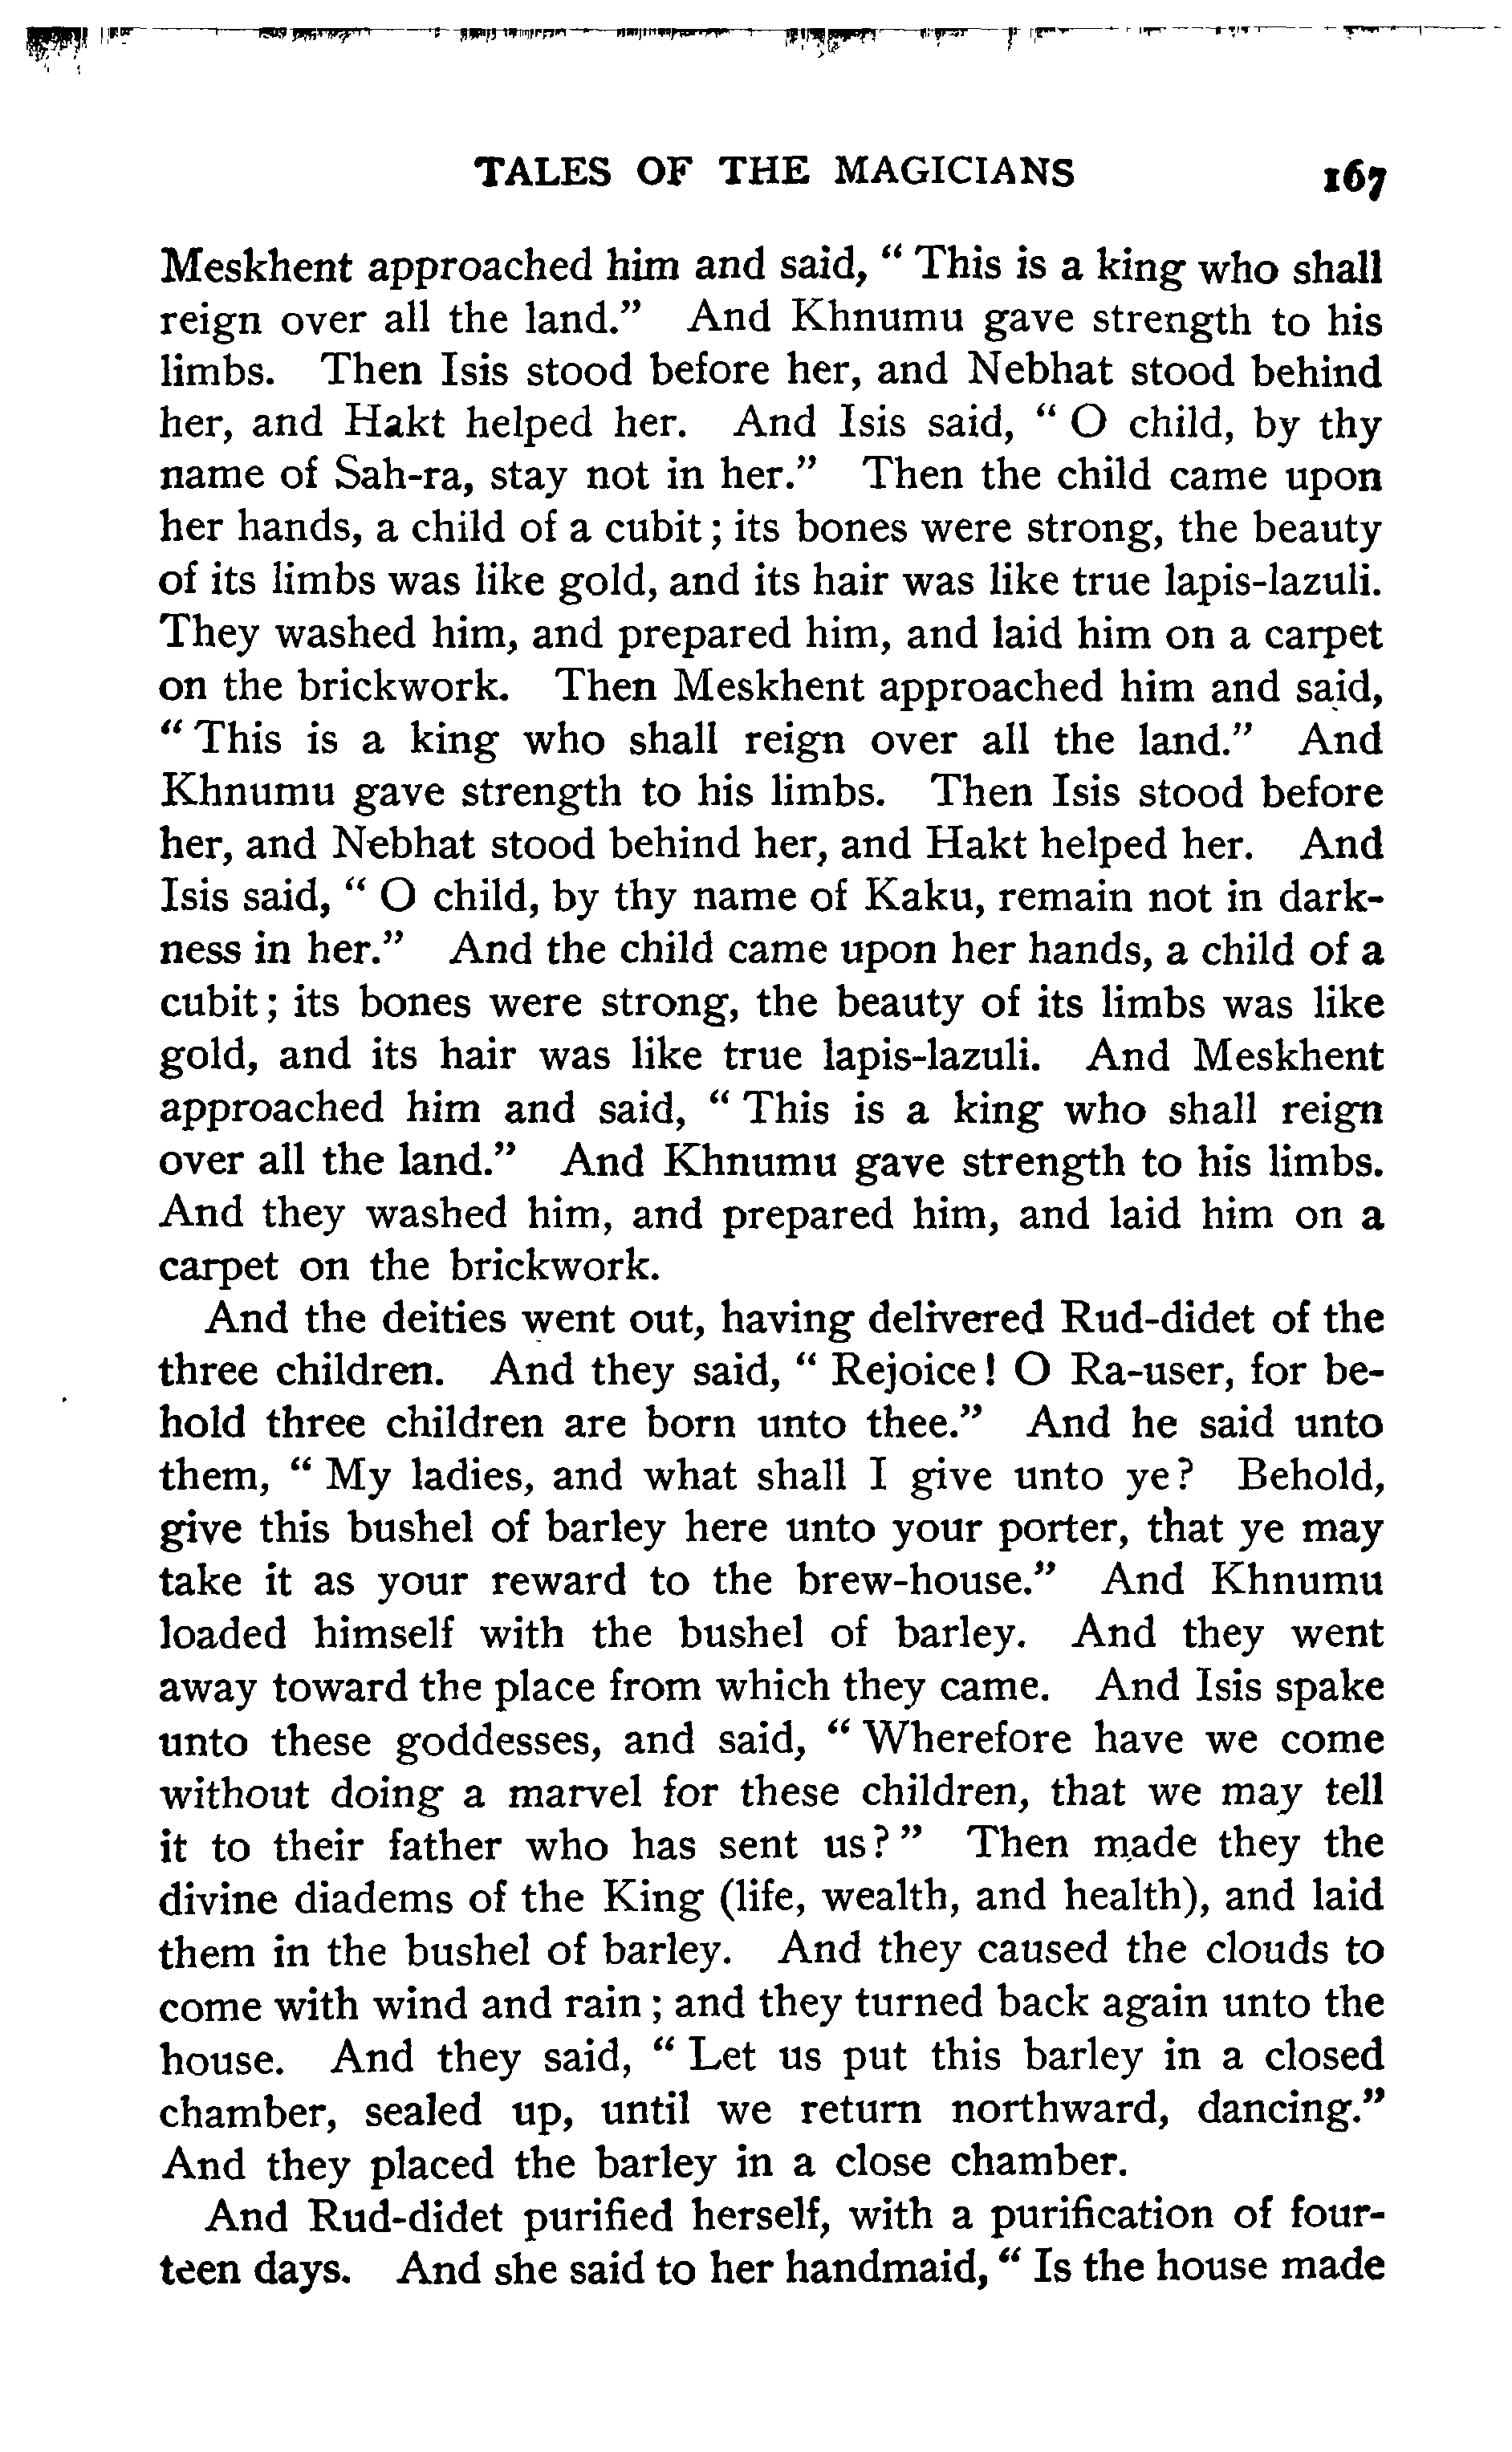 TALES OF THE MAGICIANS 167
Meskhent approached him and said, “ This is a king who shall
reign over all the land.” And Khnumu gave strength to his
limbs. Then Isis stood before her, and Nebhat stood behind
her, and Hakt helped her. And Isis said, “ O child, by thy
name of Sah-ra, stay not in her.” Then the child came upon
her hands, a child of a cubit ; its bones were strong, the beauty
of its limbs was like gold, and its hair was like true lapis-lazuli.
They washed him, and prepared him, and laid him on a carpet
on the brickwork. Then Meskhent approached him and said,
“ This is a king who shall reign over all the land.” And
Khnumu gave strength to his limbs. Then Isis stood before
her, and Nebhat stood behind her, and Hakt helped her. And
Isis said, “ O child, by thy name of Kaku, remain not in dark-
ness in her.” And the child came upon her hands, a child of a
cubit ; its bones were strong, the beauty of its limbs was like
gold, and its hair was like true lapis-lazuli. And Meskhent
approached him and said, “ This is a king who shall reign
over all the land.” And Khnumu gave strength to his limbs.
And they washed him, and prepared him, and laid him on a
carpet on the brickwork.
And the deities went out, having delivered Rud-didet of the
three children. And they said, “ Rejoice ! O Ra-user, for be-
hold three children are born unto thee.” And he said unto
them, “ My ladies, and what shall I give unto ye ? Behold,
give this bushel of barley here unto your porter, that ye may
take it as your reward to the brew-house.” And Khnumu
loaded himself with the bushel of barley. And they went
away toward the place from which they came. And Isis spake
unto these goddesses, and said, “ Wherefore have we come
without doing a marvel for these children, that we may tell
it to their father who has sent us ? ” Then made they the
divine diadems of the King (life, wealth, and health), and laid
them in the bushel of barley. And they caused the clouds to
come with wind and rain ; and they turned back again unto the
house. And they said, “ Let us put this barley in a closed
chamber, sealed up, until we return northward, dancing.”
And they placed the barley in a close chamber.
And Rud-didet purified herself, with a purification of four-
teen days. And she said to her handmaid, “ Is the house made